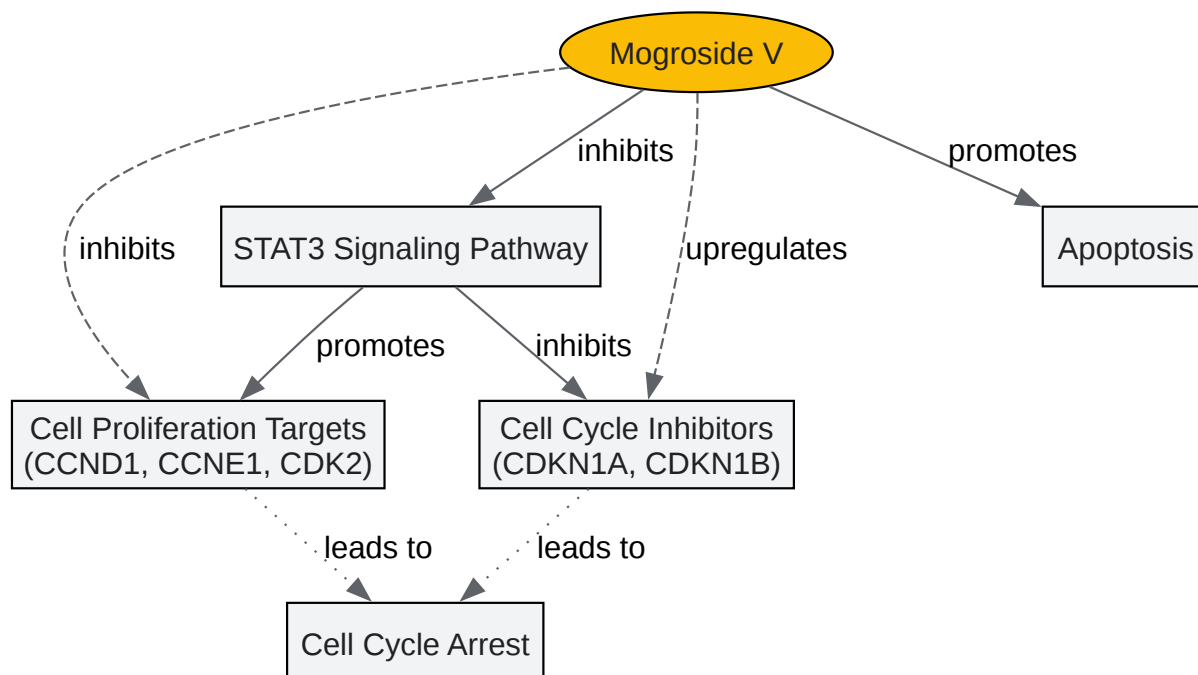 Mogroside V
inhibits
promotes
STAT3 Signaling Pathway
inhibits
upregulates
Apoptosis
promotes
inhibits
Cell Proliferation Targets
(CCND1, CCNE1, CDK2)
Cell Cycle Inhibitors
(CDKN1A, CDKN1B)
leads to
leads to
Cell Cycle Arrest